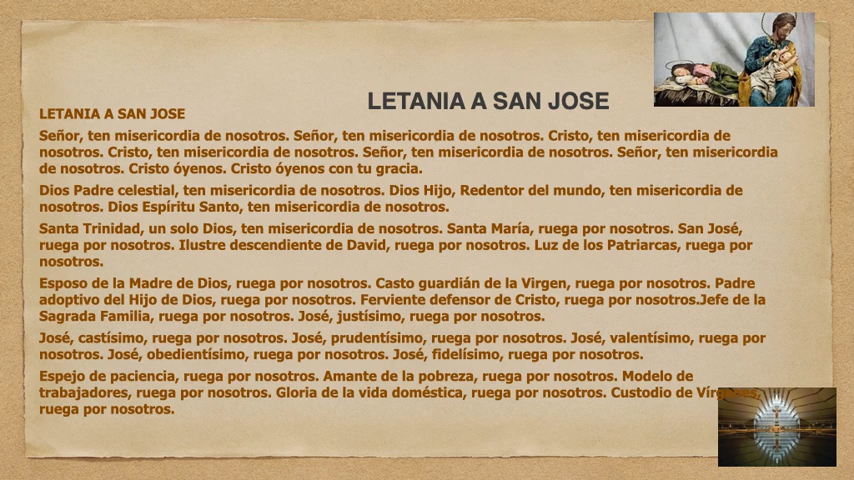 LETANIA A SAN JOSE
LETANIA A SAN JOSE
Señor, ten misericordia de nosotros. Señor, ten misericordia de nosotros. Cristo, ten misericordia de
nosotros. Cristo, ten misericordia de nosotros. Señor, ten misericordia de nosotros. Señor, ten misericordia
de nosotros. Cristo óyenos. Cristo óyenos con tu gracia.
Dios Padre celestial, ten misericordia de nosotros. Dios Hijo, Redentor del mundo, ten misericordia de
nosotros. Dios Espíritu Santo, ten misericordia de nosotros.
Santa Trinidad, un solo Dios, ten misericordia de nosotros. Santa María, ruega por nosotros. San José,
ruega por nosotros. Ilustre descendiente de David, ruega por nosotros. Luz de los Patriarcas, ruega por
nosotros.
Esposo de la Madre de Dios, ruega por nosotros. Casto guardián de la Virgen, ruega por nosotros. Padre
adoptivo del Hijo de Dios, ruega por nosotros. Ferviente defensor de Cristo, ruega por nosotros.Jefe de la
Sagrada Familia, ruega por nosotros. José, justísimo, ruega por nosotros.
José, castísimo, ruega por nosotros. José, prudentísimo, ruega por nosotros. José, valentísimo, ruega por
nosotros. José, obedientísimo, ruega por nosotros. José, fidelísimo, ruega por nosotros.
Espejo de paciencia, ruega por nosotros. Amante de la pobreza, ruega por nosotros. Modelo de
trabajadores, ruega por nosotros. Gloria de la vida doméstica, ruega por nosotros. Custodio de
ruega por nosotros.